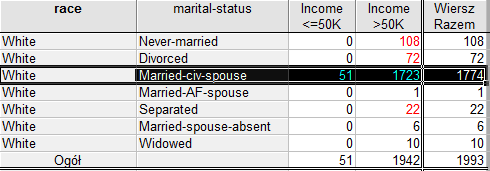 race marital-status Income <=50K Income >50K Wiersz Razem
White Never-married 0 108 108
White Divorced 0 72 72
White Married-civ-spouse 51 1723 1774
White Married-AF-spouse 0 1 1
White Separated 0 22 22
White Married-spouse-absent 0 6 6
White Widowed 0 10 10
Ogół 51 1942 1993